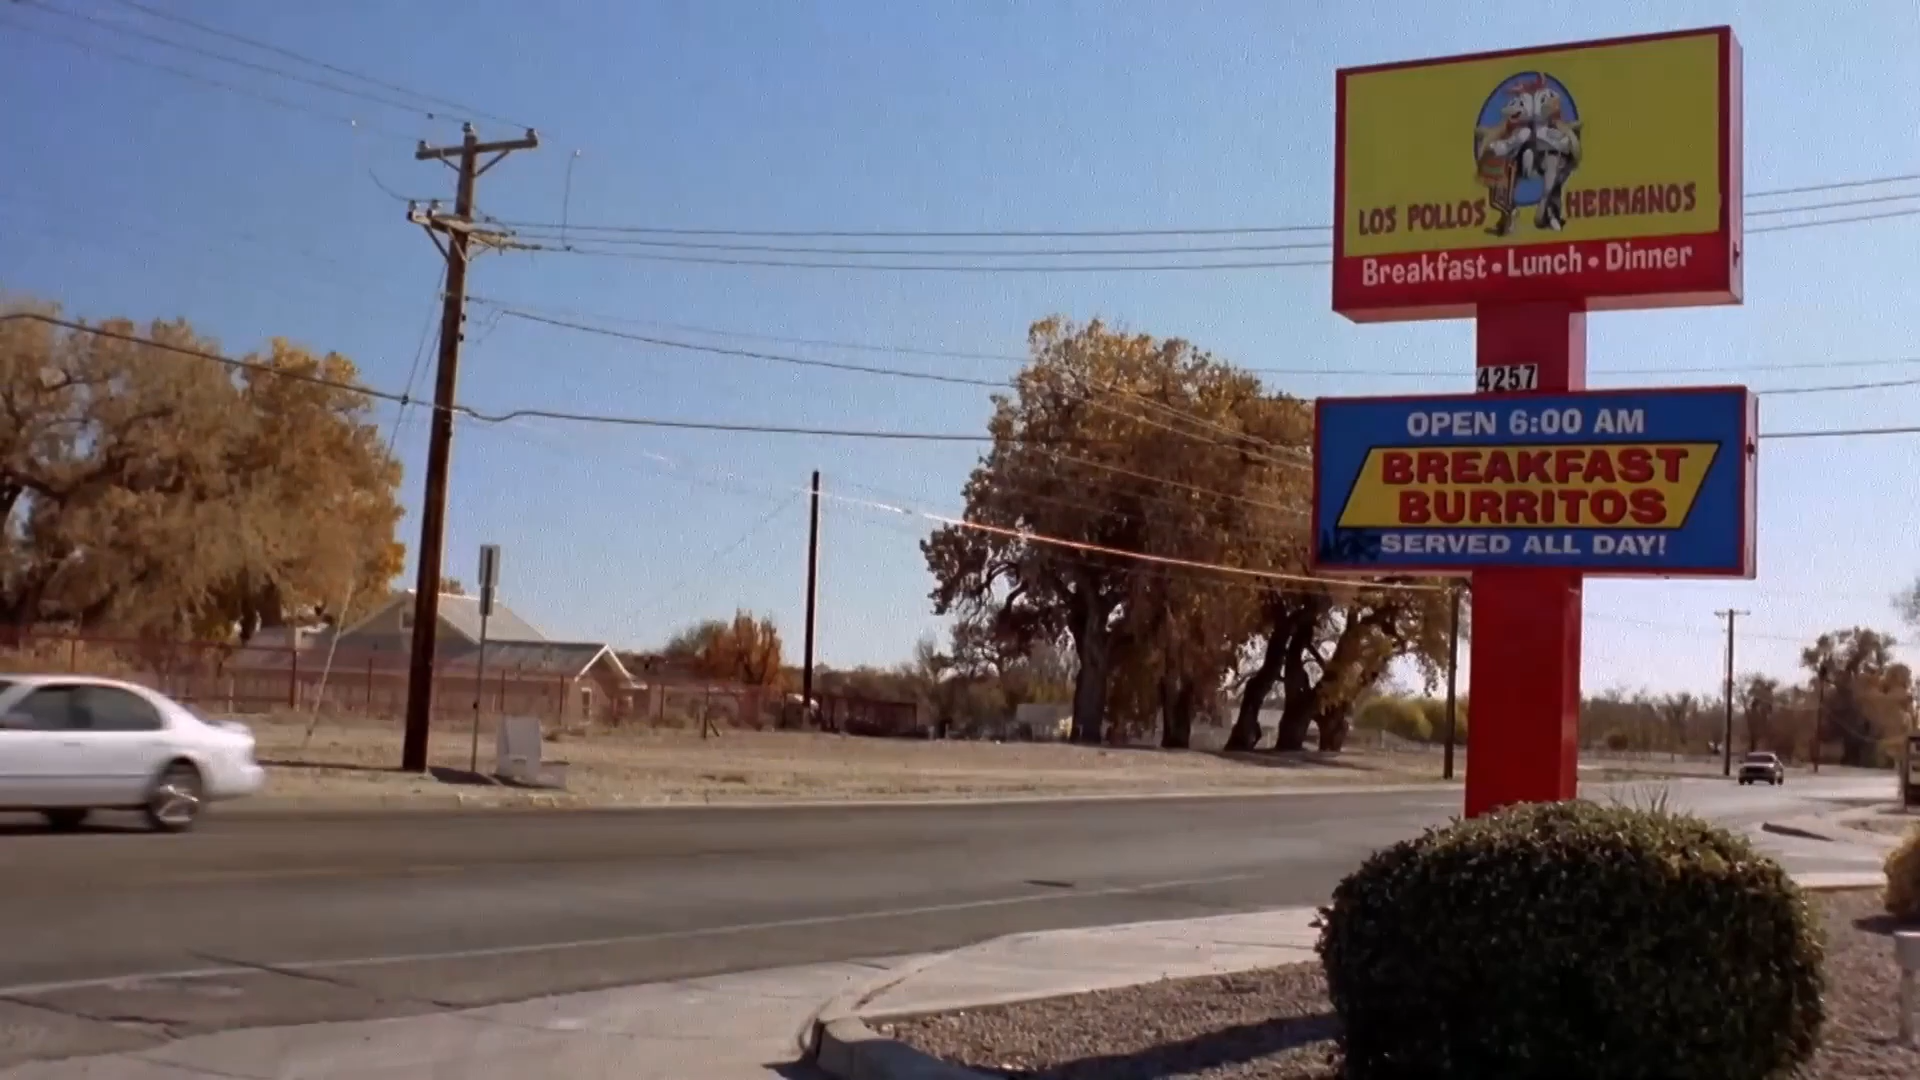 LOS POLLOS HERMANOS
Breakfast • Lunch • Dinner
4257
OPEN 6:00 AM
BREAKFAST
BURRITOS
SERVED ALL DAY!